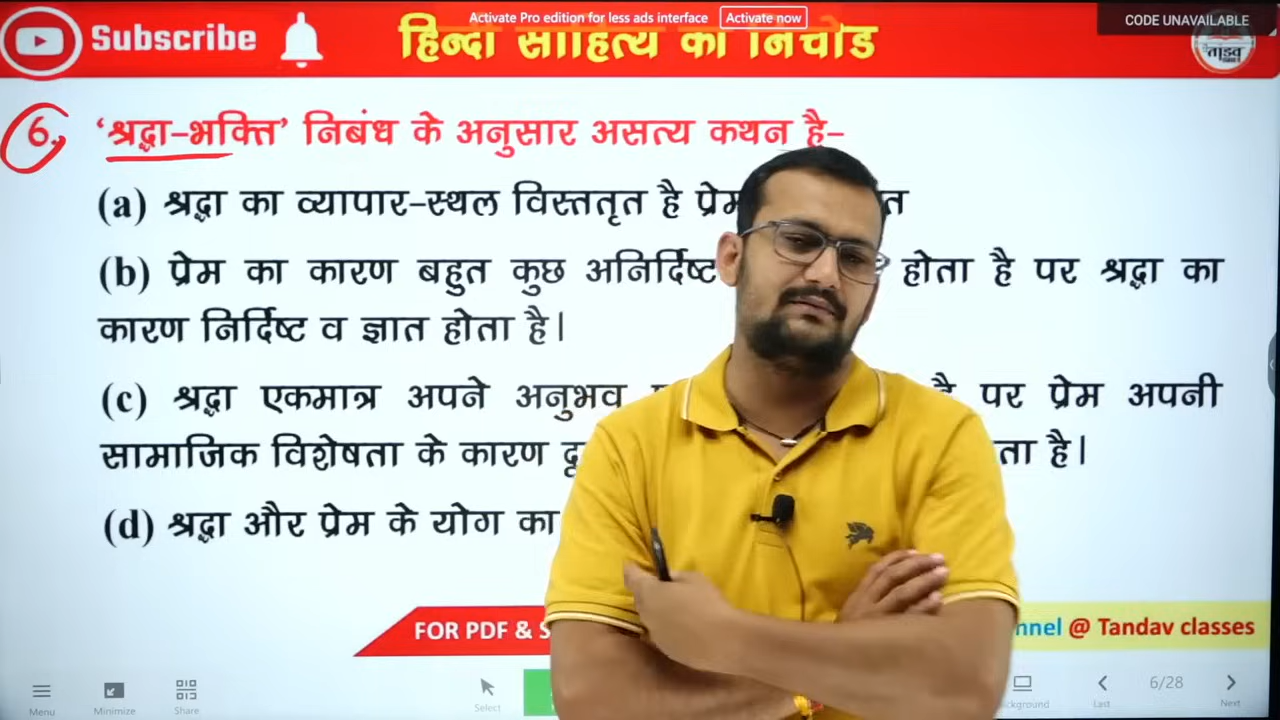 Activate Pro edition for less ads interface Activate now
CODE UNAVAILABLE
Subscribe
हिन्दी साहित्य का निचोड़
6. 'श्रद्धा-भक्ति' निबंध के अनुसार असत्य कथन है-
(a) श्रद्धा का व्यापार-स्थल विस्ततृत है प्रेम
(b) प्रेम का कारण बहुत कुछ अनिर्दिष्ट होता है पर श्रद्धा का
कारण निर्दिष्ट व ज्ञात होता है।
(c) श्रद्धा एकमात्र अपने अनुभव पर प्रेम अपनी
सामाजिक विशेषता के कारण है।
(d) श्रद्धा और प्रेम के योग का
FOR PDF &
@ Tandav classes
Menu
Minimize
Share
Select
Last
6/28
Next